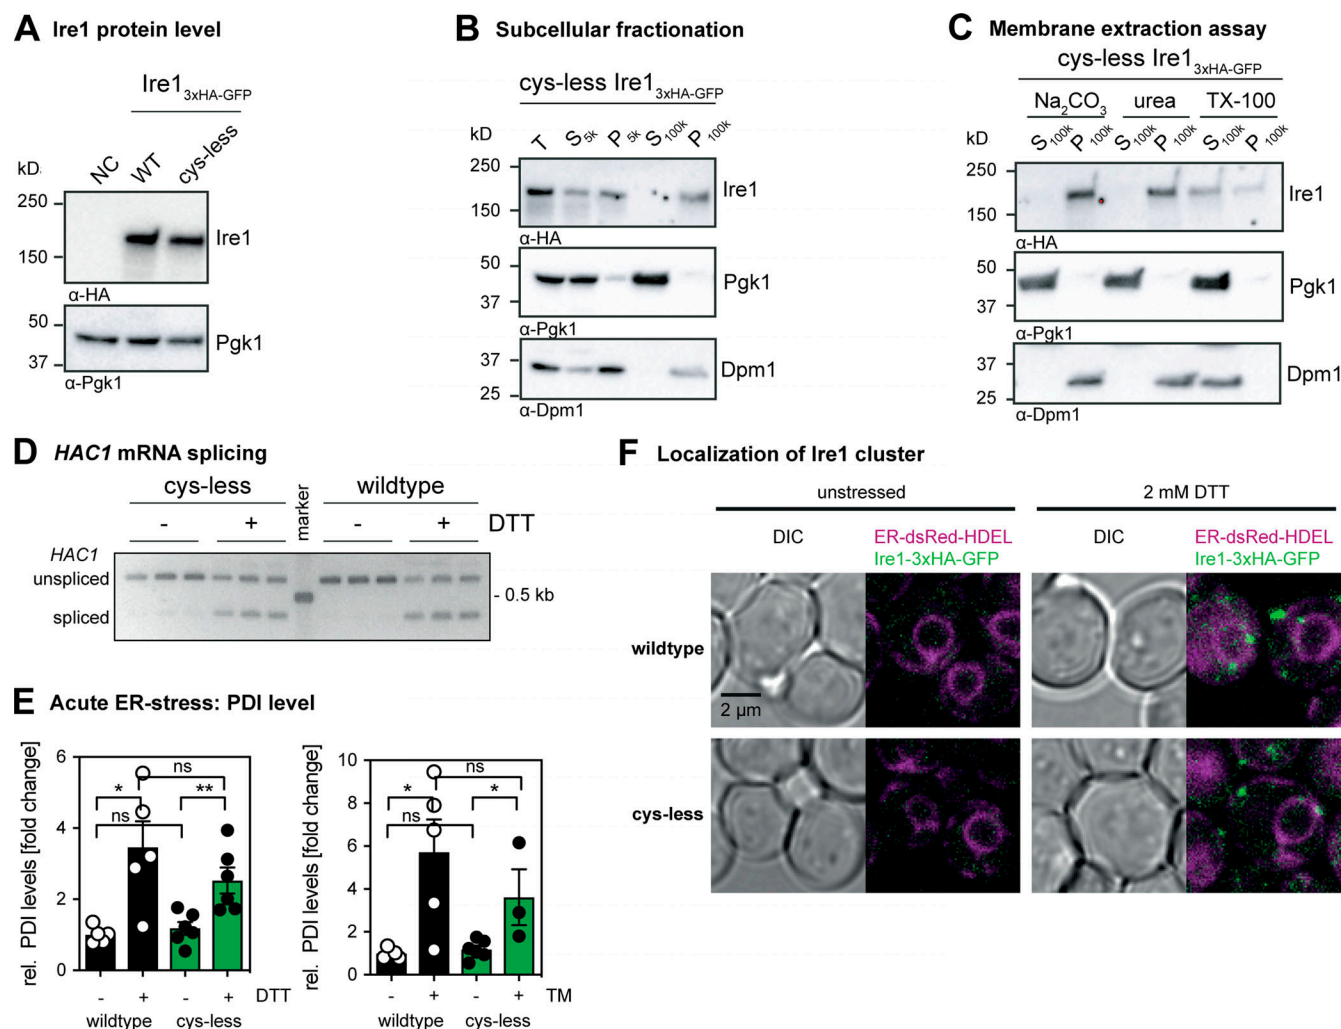 A Ire1 protein level
Ire1 3xHA-GFP
kD
NC
WT
cys-less
250
150
Ire1
α-HA
50
37
Pgk1
α-Pgk1
B Subcellular fractionation
cys-less Ire1 3xHA-GFP
kD
T
S 5k
P 5k
S 100k
P 100k
250
150
Ire1
α-HA
50
37
Pgk1
α-Pgk1
37
25
Dpm1
α-Dpm1
C Membrane extraction assay
cys-less Ire1 3xHA-GFP
Na2CO3 urea TX-100
kD
S 100k
P 100k
S 100k
P 100k
S 100k
P 100k
250
150
Ire1
α-HA
50
37
Pgk1
α-Pgk1
37
25
Dpm1
α-Dpm1
D HAC1 mRNA splicing
cys-less marker wildtype
- + - + DTT
HAC1
unspliced
- 0.5 kb
spliced
E Acute ER-stress: PDI level
rel. PDI levels [fold change]
6
4
2
0
* ns **
ns
- + - + DTT
wildtype cys-less
rel. PDI levels [fold change]
10
8
6
4
2
0
* ns *
ns
- + - + TM
wildtype cys-less
F Localization of Ire1 cluster
unstressed 2 mM DTT
DIC ER-dsRed-HDEL DIC ER-dsRed-HDEL
Ire1-3xHA-GFP Ire1-3xHA-GFP
wildtype
2 µm
cys-less